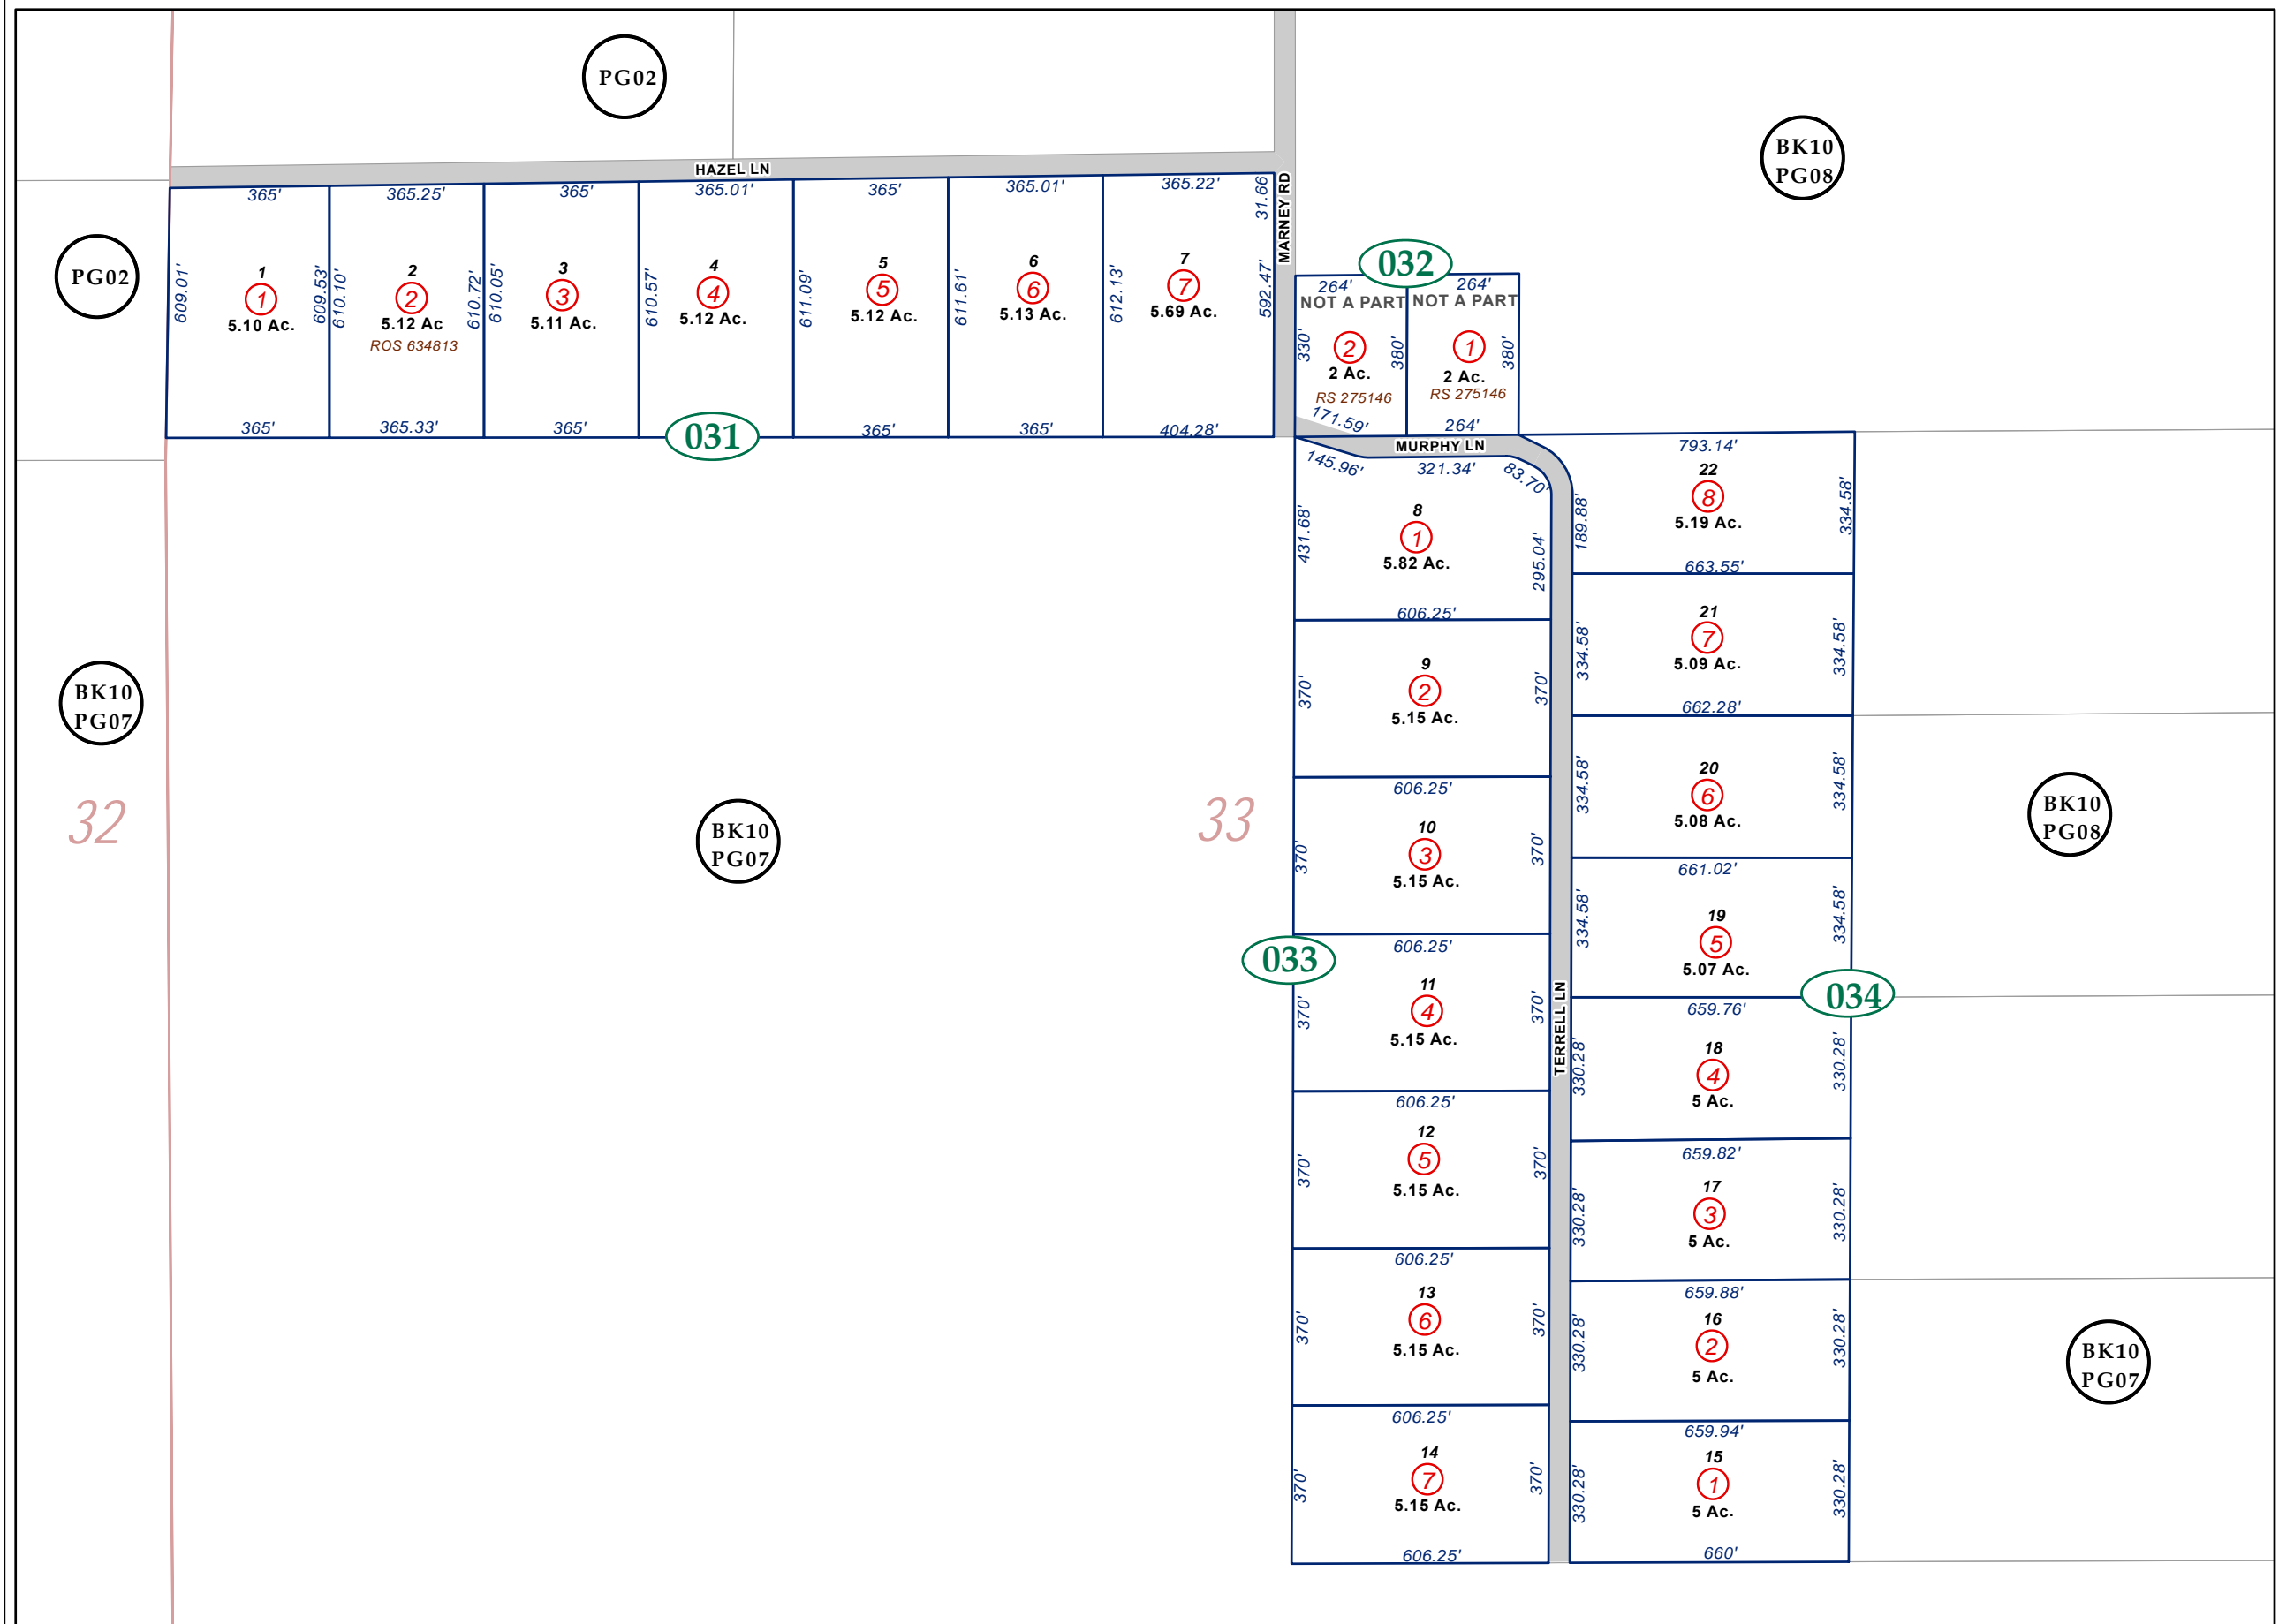 PG02
BK10
PG08
HAZEL LN
MARNEY RD
PG02
365'
365.25'
365'
365.01'
365'
365.01'
365.22'
31.66
609.01'
1
1
5.10 Ac.
609.53'
610.10'
2
2
5.12 Ac
ROS 634813
610.72'
610.05'
3
3
5.11 Ac.
610.57'
4
4
5.12 Ac.
611.09'
5
5
5.12 Ac.
611.61'
6
6
5.13 Ac.
612.13'
7
7
5.69 Ac.
592.47'
365'
365.33'
365'
031
365'
365'
404.28'
032
264'
264'
NOT A PART
NOT A PART
330'
2
2 Ac.
RS 275146
380'
1
2 Ac.
RS 275146
380'
171.59'
264'
MURPHY LN
145.96'
321.34'
83.70'
431.68'
8
1
5.82 Ac.
295.04'
606.25'
9
370'
2
370'
5.15 Ac.
606.25'
10
370'
3
370'
5.15 Ac.
033
606.25'
11
370'
4
370'
5.15 Ac.
606.25'
12
370'
5
370'
5.15 Ac.
606.25'
13
370'
6
370'
5.15 Ac.
606.25'
14
370'
7
370'
5.15 Ac.
606.25'
TERRELL LN
793.14'
22
189.88'
8
334.58'
5.19 Ac.
663.55'
21
334.58'
7
334.58'
5.09 Ac.
662.28'
20
334.58'
6
334.58'
5.08 Ac.
661.02'
19
334.58'
5
334.58'
5.07 Ac.
034
659.76'
18
330.28'
4
330.28'
5 Ac.
659.82'
17
330.28'
3
330.28'
5 Ac.
659.88'
16
330.28'
2
330.28'
5 Ac.
659.94'
15
330.28'
1
330.28'
5 Ac.
660'
BK10
PG07
32
BK10
PG07
33
BK10
PG08
BK10
PG07